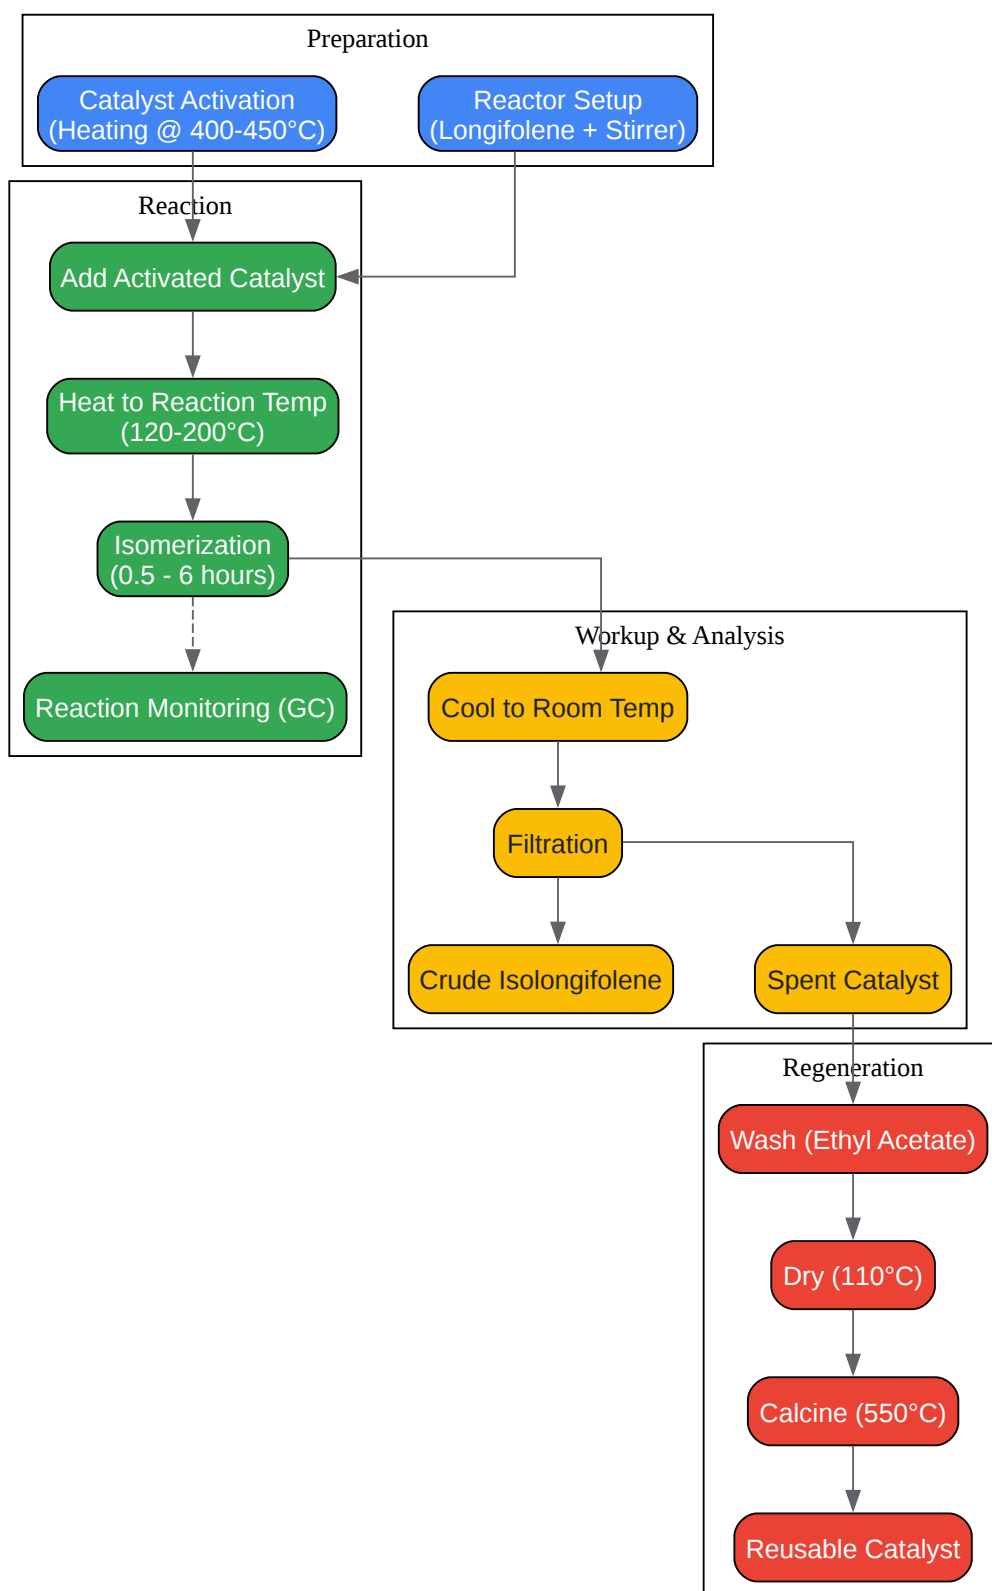 Preparation
Catalyst Activation
(Heating @ 400-450°C)
Reactor Setup
(Longifolene + Stirrer)
Reaction
Add Activated Catalyst
Heat to Reaction Temp
(120-200°C)
Isomerization
(0.5 - 6 hours)
Reaction Monitoring (GC)
Workup & Analysis
Cool to Room Temp
Filtration
Crude Isolongifolene
Spent Catalyst
Regeneration
Wash (Ethyl Acetate)
Dry (110°C)
Calcine (550°C)
Reusable Catalyst